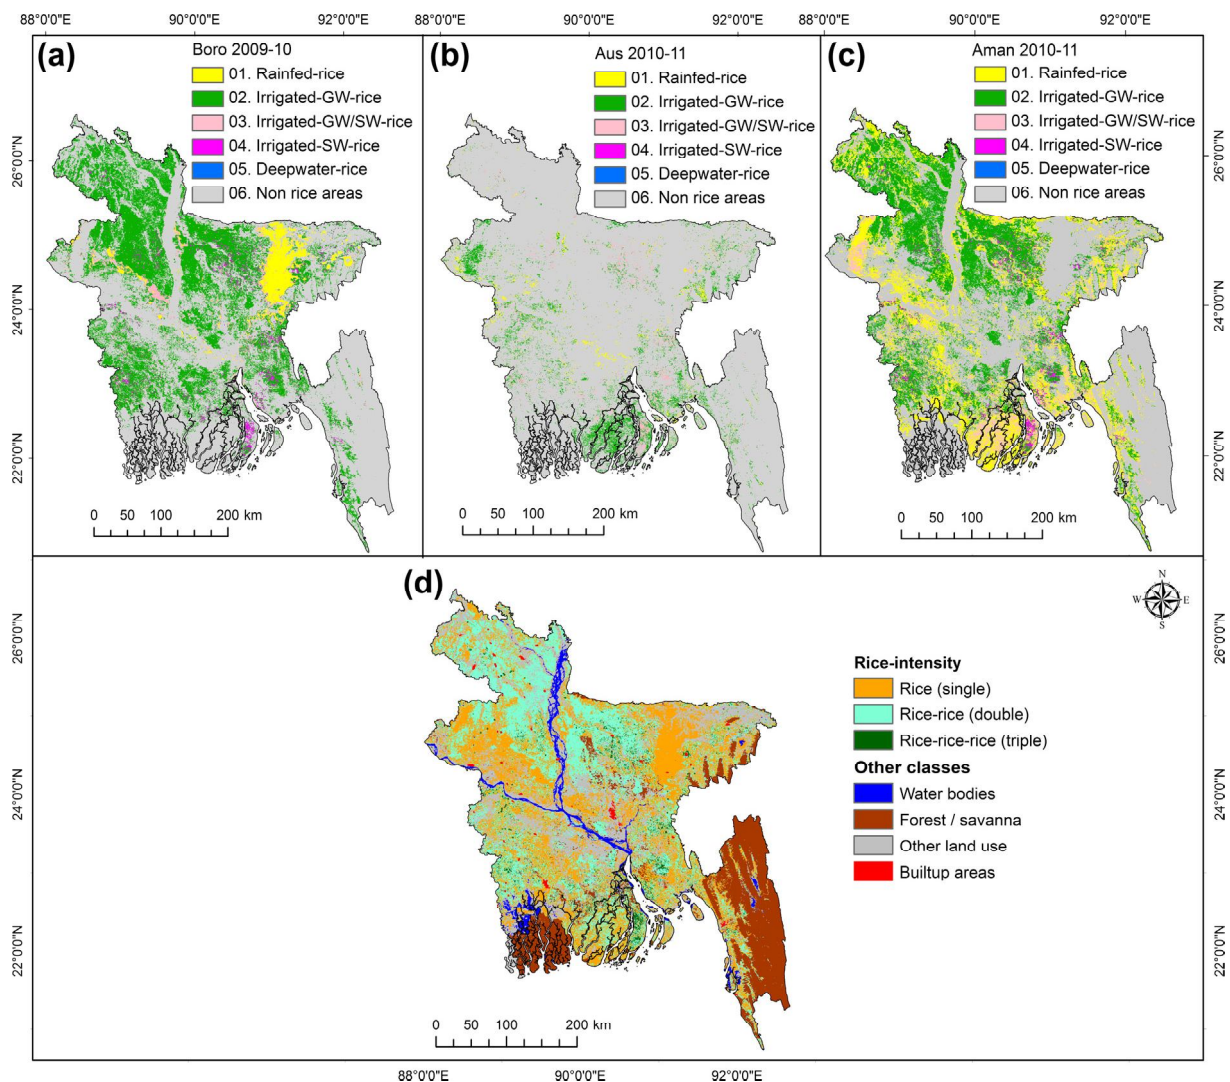 88°0'0"E 90°0'0"E 92°0'0"E 90°0'0"E 92°0'0"E 88°0'0"E 90°0'0"E 92°0'0"E
(a)
Boro 2009-10
01. Rainfed-rice
02. Irrigated-GW-rice
03. Irrigated-GW/SW-rice
04. Irrigated-SW-rice
05. Deepwater-rice
06. Non rice areas
26°0'0"N
24°0'0"N
22°0'0"N
0 50 100 200 km
(b)
Aus 2010-11
01. Rainfed-rice
02. Irrigated-GW-rice
03. Irrigated-GW/SW-rice
04. Irrigated-SW-rice
05. Deepwater-rice
06. Non rice areas
0 50 100 200 km
(c)
Aman 2010-11
01. Rainfed-rice
02. Irrigated-GW-rice
03. Irrigated-GW/SW-rice
04. Irrigated-SW-rice
05. Deepwater-rice
06. Non rice areas
26°0'0"N
24°0'0"N
22°0'0"N
0 50 100 200 km
(d)
N
W E
S
26°0'0"N
24°0'0"N
22°0'0"N
Rice-intensity
Rice (single)
Rice-rice (double)
Rice-rice-rice (triple)
Other classes
Water bodies
Forest / savanna
Other land use
Builtup areas
26°0'0"N
24°0'0"N
22°0'0"N
0 50 100 200 km
88°0'0"E 90°0'0"E 92°0'0"E